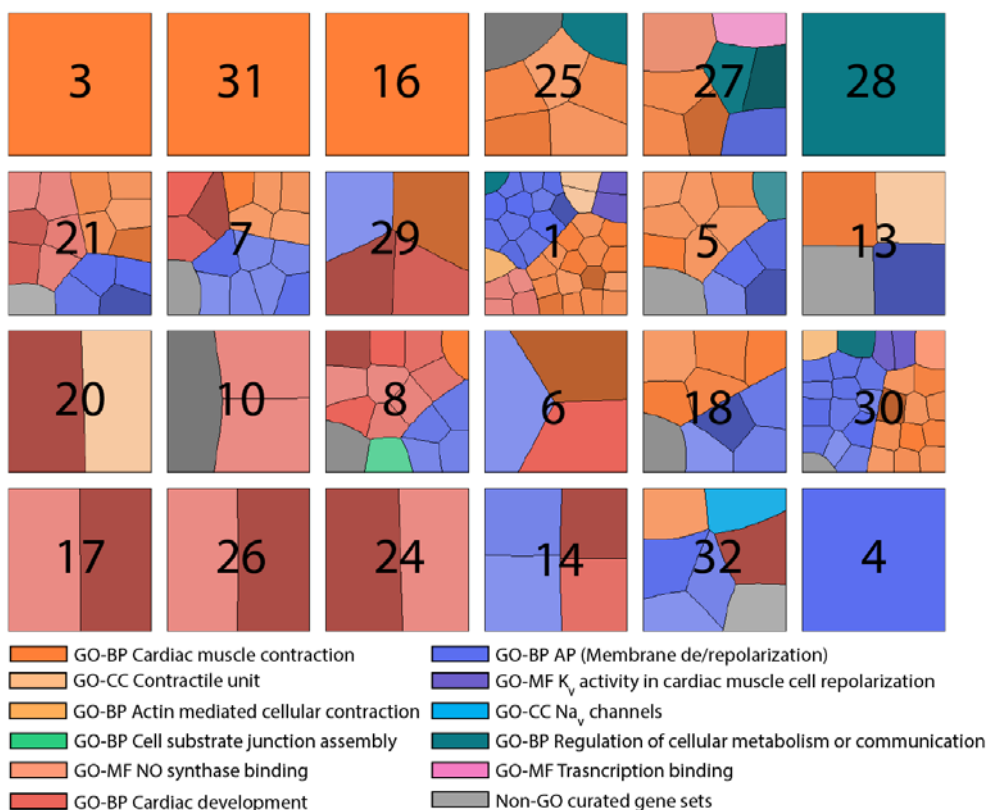 3 31 16 25 27 28
21 7 29 1 5 13
20 10 8 6 18 30
17 26 24 14 32 4
GO-BP Cardiac muscle contraction
GO-CC Contractile unit
GO-BP Actin mediated cellular contraction
GO-BP Cell substrate junction assembly
GO-MF NO synthase binding
GO-BP Cardiac development
GO-BP AP (Membrane de/repolarization)
GO-MF Kv activity in cardiac muscle cell repolarization
GO-CC Nav channels
GO-BP Regulation of cellular metabolism or communication
GO-MF Trasncription binding
Non-GO curated gene sets